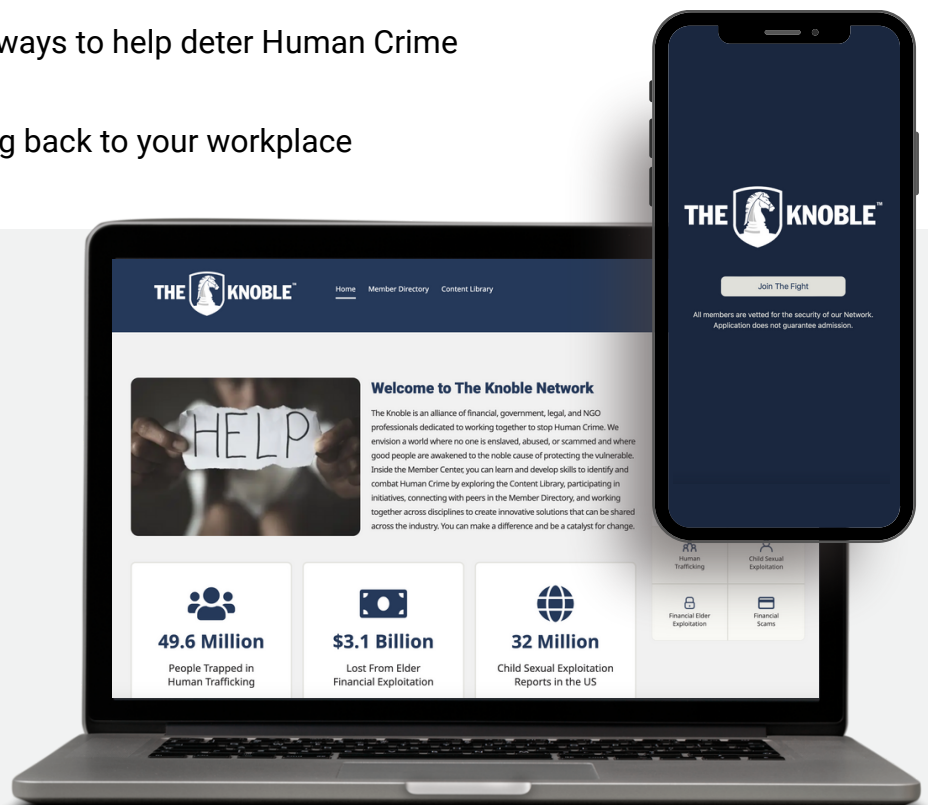 ways to help deter Human Crime
g back to your workplace
THE KNOBLE™
Join The Fight
All members are vetted for the security of our Network.
Application does not guarantee admission.
THE KNOBLE™
Home Member Directory Content Library
HELP
Welcome to The Knoble Network
The Knoble is an alliance of financial, government, legal, and NGO
professionals dedicated to working together to stop Human Crime. We
envision a world where no one is enslaved, abused, or scammed and where
good people are awakened to the noble cause of protecting the vulnerable.
Inside the Member Center, you can learn and develop skills to identify and
combat Human Crime by exploring the Content Library, participating in
initiatives, connecting with peers in the Member Directory, and working
together across disciplines to create innovative solutions that can be shared
across the industry. You can make a difference and be a catalyst for change.
Human
Trafficking
Child Sexual
Exploitation
Financial Elder
Exploitation
Financial
Scams
49.6 Million
People Trapped in
Human Trafficking
$3.1 Billion
Lost From Elder
Financial Exploitation
32 Million
Child Sexual Exploitation
Reports in the US